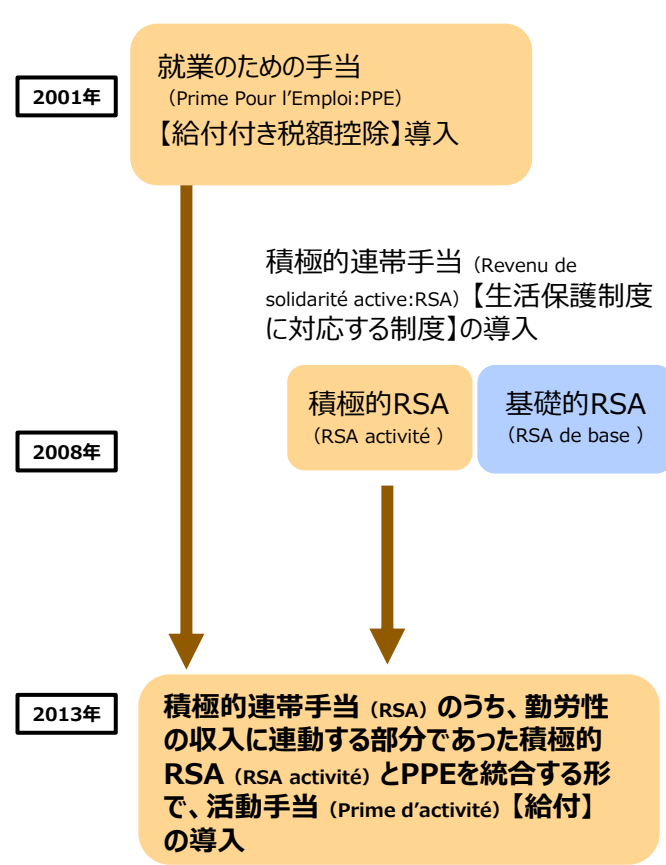 2001年
就業のための手当
（Prime Pour l'Emploi:PPE）
【給付付き税額控除】導入
積極的連帯手当（Revenu de
solidarité active:RSA）【生活保護制度
に対応する制度】の導入
2008年
積極的RSA
（RSA activité ）
基礎的RSA
（RSA de base ）
2013年
積極的連帯手当（RSA）のうち、勤労性
の収入に連動する部分であった積極的
RSA（RSA activité）とPPEを統合する形
で、活動手当（Prime d'activité）【給付】
の導入